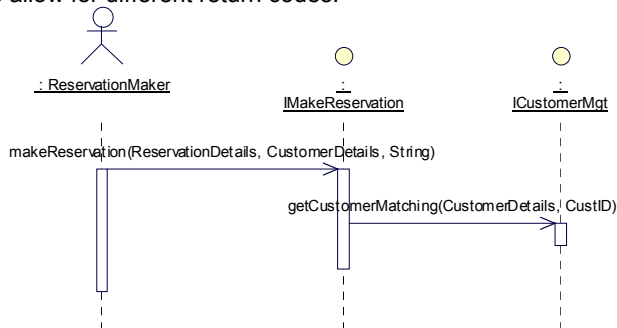 allow for different return codes.
: ReservationMaker
:
IMakeReservation
:
ICustomerMgt
makeReservation(ReservationDetails, CustomerDetails, String)
getCustomerMatching(CustomerDetails, CustID)